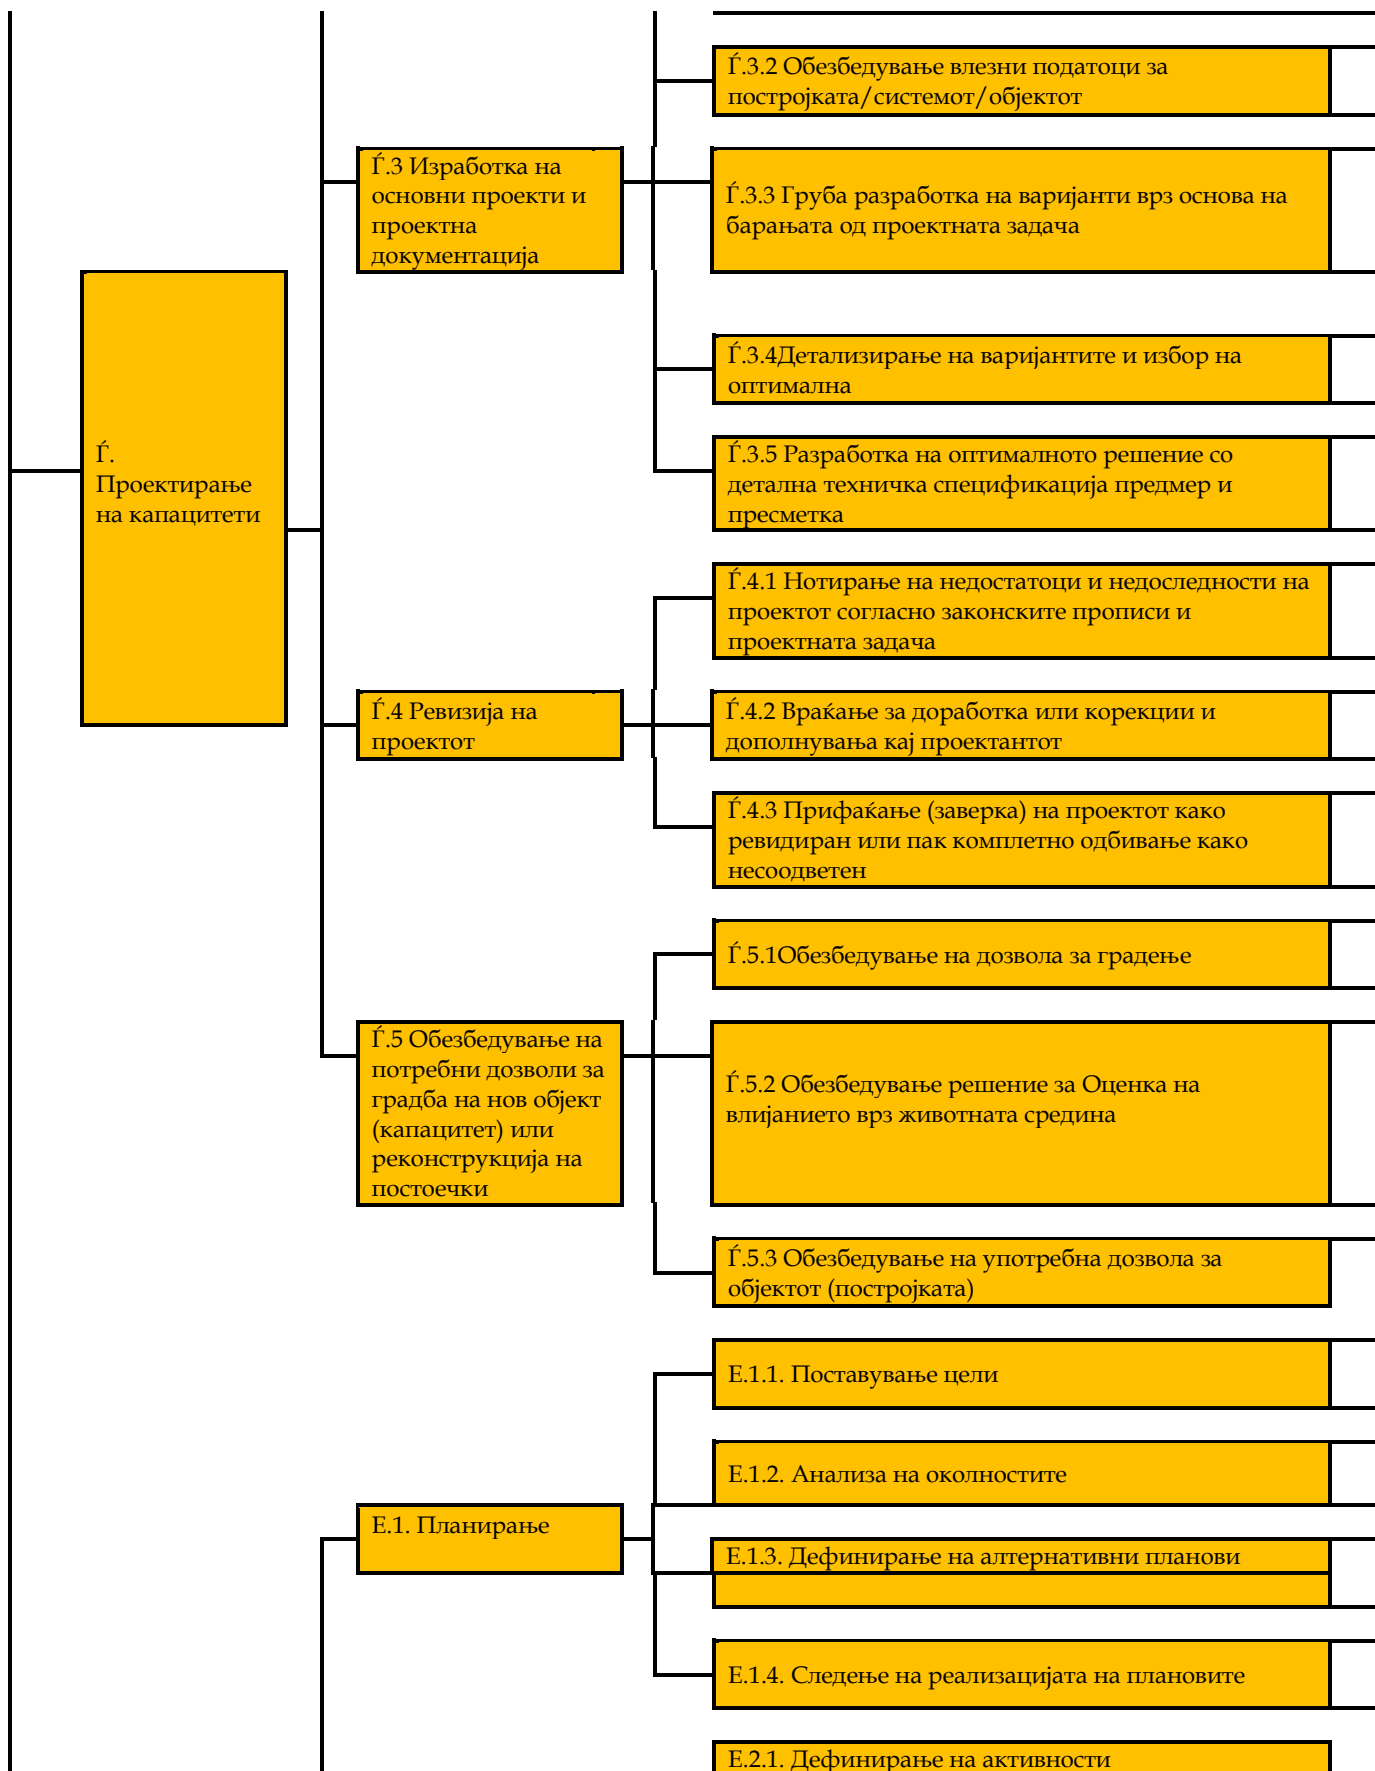 Ѓ.3.2 Обезбедување влезни податоци за
постројката/системот/објектот
Ѓ.3 Изработка на
основни проекти и
проектна
документација
Ѓ.3.3 Груба разработка на варијанти врз основа на
барањата од проектната задача
Ѓ.3.4Детализирање на варијантите и избор на
оптимална
Ѓ.
Проектирање
на капацитети
Ѓ.3.5 Разработка на оптималното решение со
детална техничка спецификација предмер и
пресметка
Ѓ.4.1 Нотирање на недостатоци и недоследности на
проектот согласно законските прописи и
проектната задача
Ѓ.4 Ревизија на
проектот
Ѓ.4.2 Враќање за доработка или корекции и
дополнувања кај проектантот
Ѓ.4.3 Прифаќање (заверка) на проектот како
ревидиран или пак комплетно одбивање како
несоодветен
Ѓ.5.1Обезбедување на дозвола за градење
Ѓ.5 Обезбедување на
потребни дозволи за
градба на нов објект
(капацитет) или
реконструкција на
постоечки
Ѓ.5.2 Обезбедување решение за Оценка на
влијанието врз животната средина
Ѓ.5.3 Обезбедување на употребна дозвола за
објектот (постројката)
Е.1.1. Поставување цели
Е.1.2. Анализа на околностите
Е.1. Планирање
Е.1.3. Дефинирање на алтернативни планови
Е.1.4. Следење на реализацијата на плановите
Е.2.1. Дефинирање на активности